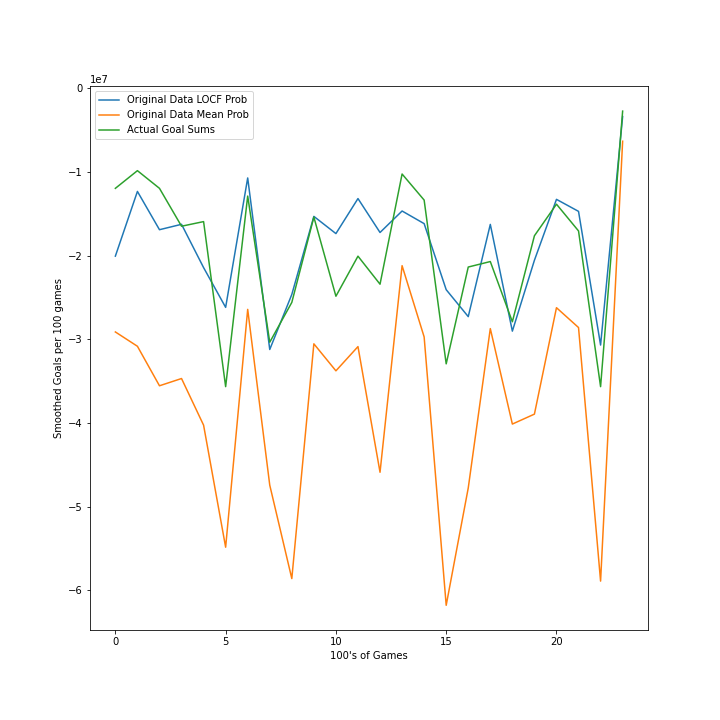 1e7
0
−1
−2
−3
−4
−5
−6
Smoothed Goals per 100 games
Original Data LOCF Prob
Original Data Mean Prob
Actual Goal Sums
0 5 10 15 20
100's of Games